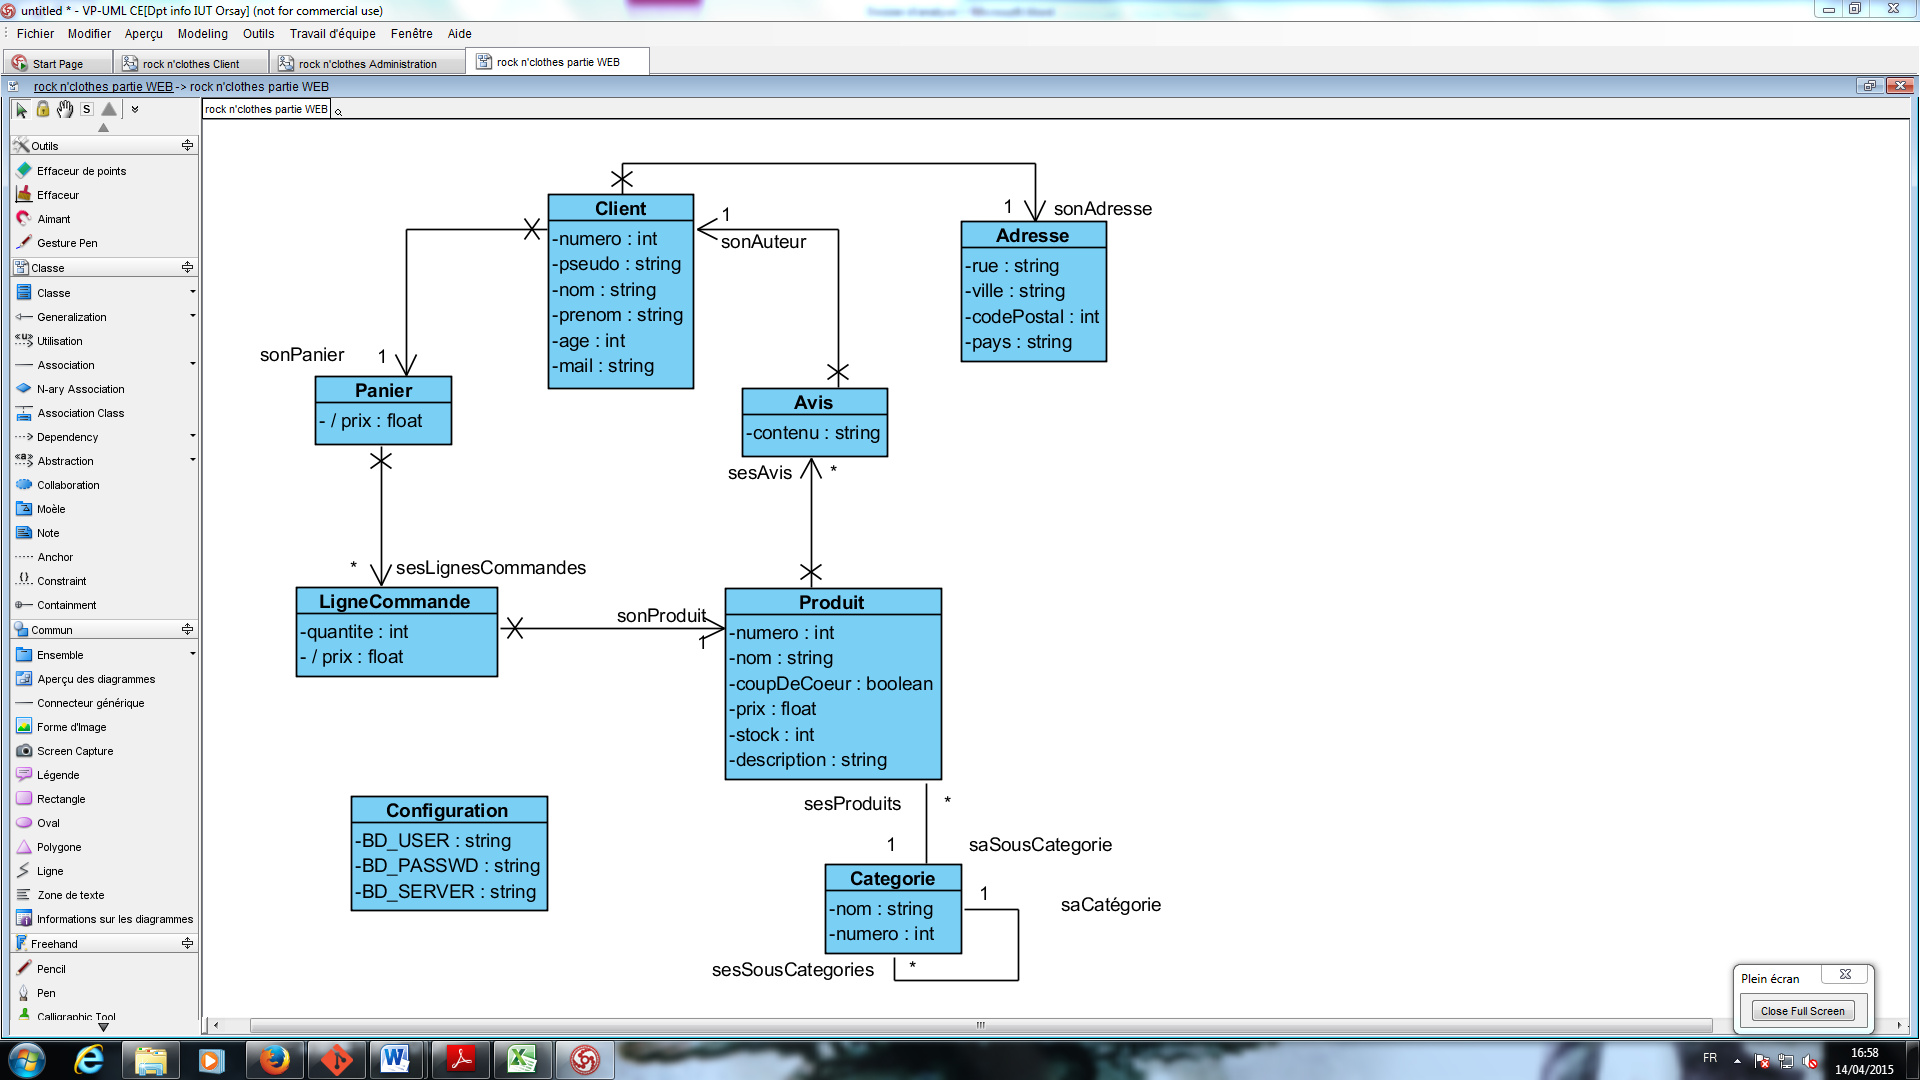 untitled * - VP-UML CE[Dpt info IUT Orsay] (not for commercial use)
Fichier Modifier Aperçu Modeling Outils Travail d'équipe Fenêtre Aide
Start Page rock n'clothes Client rock n'clothes Administration rock n'clothes partie WEB
rock n'clothes partie WEB -> rock n'clothes partie WEB
S rock n'clothes partie WEB
Outils
Effaceur de points
Effaceur
Aimant
Gesture Pen
Classe
Classe
Generalization
Utilisation
Association
N-ary Association
Association Class
Dependency
Abstraction
Collaboration
Moèle
Note
Anchor
Constraint
Containment
Commun
Ensemble
Aperçu des diagrammes
Connecteur générique
Forme d'Image
Screen Capture
Légende
Rectangle
Oval
Polygone
Ligne
Zone de texte
Informations sur les diagrammes
Freehand
Pencil
Pen
Calligraphic Tool
Client
-numero : int
-pseudo : string
-nom : string
-prenom : string
-age : int
-mail : string
1
sonAuteur
1 sonAdresse
Adresse
-rue : string
-ville : string
-codePostal : int
-pays : string
sonPanier 1
Panier
- / prix : float
Avis
-contenu : string
sesAvis *
* sesLignesCommandes
LigneCommande
-quantite : int
- / prix : float
sonProduit
1
Produit
-numero : int
-nom : string
-coupDeCoeur : boolean
-prix : float
-stock : int
-description : string
Configuration
-BD_USER : string
-BD_PASSWD : string
-BD_SERVER : string
sesProduits *
1 saSousCategorie
Categorie
-nom : string
-numero : int
1 saCatégorie
sesSousCategories *
Plein écran
Close Full Screen
FR
16:58
14/04/2015